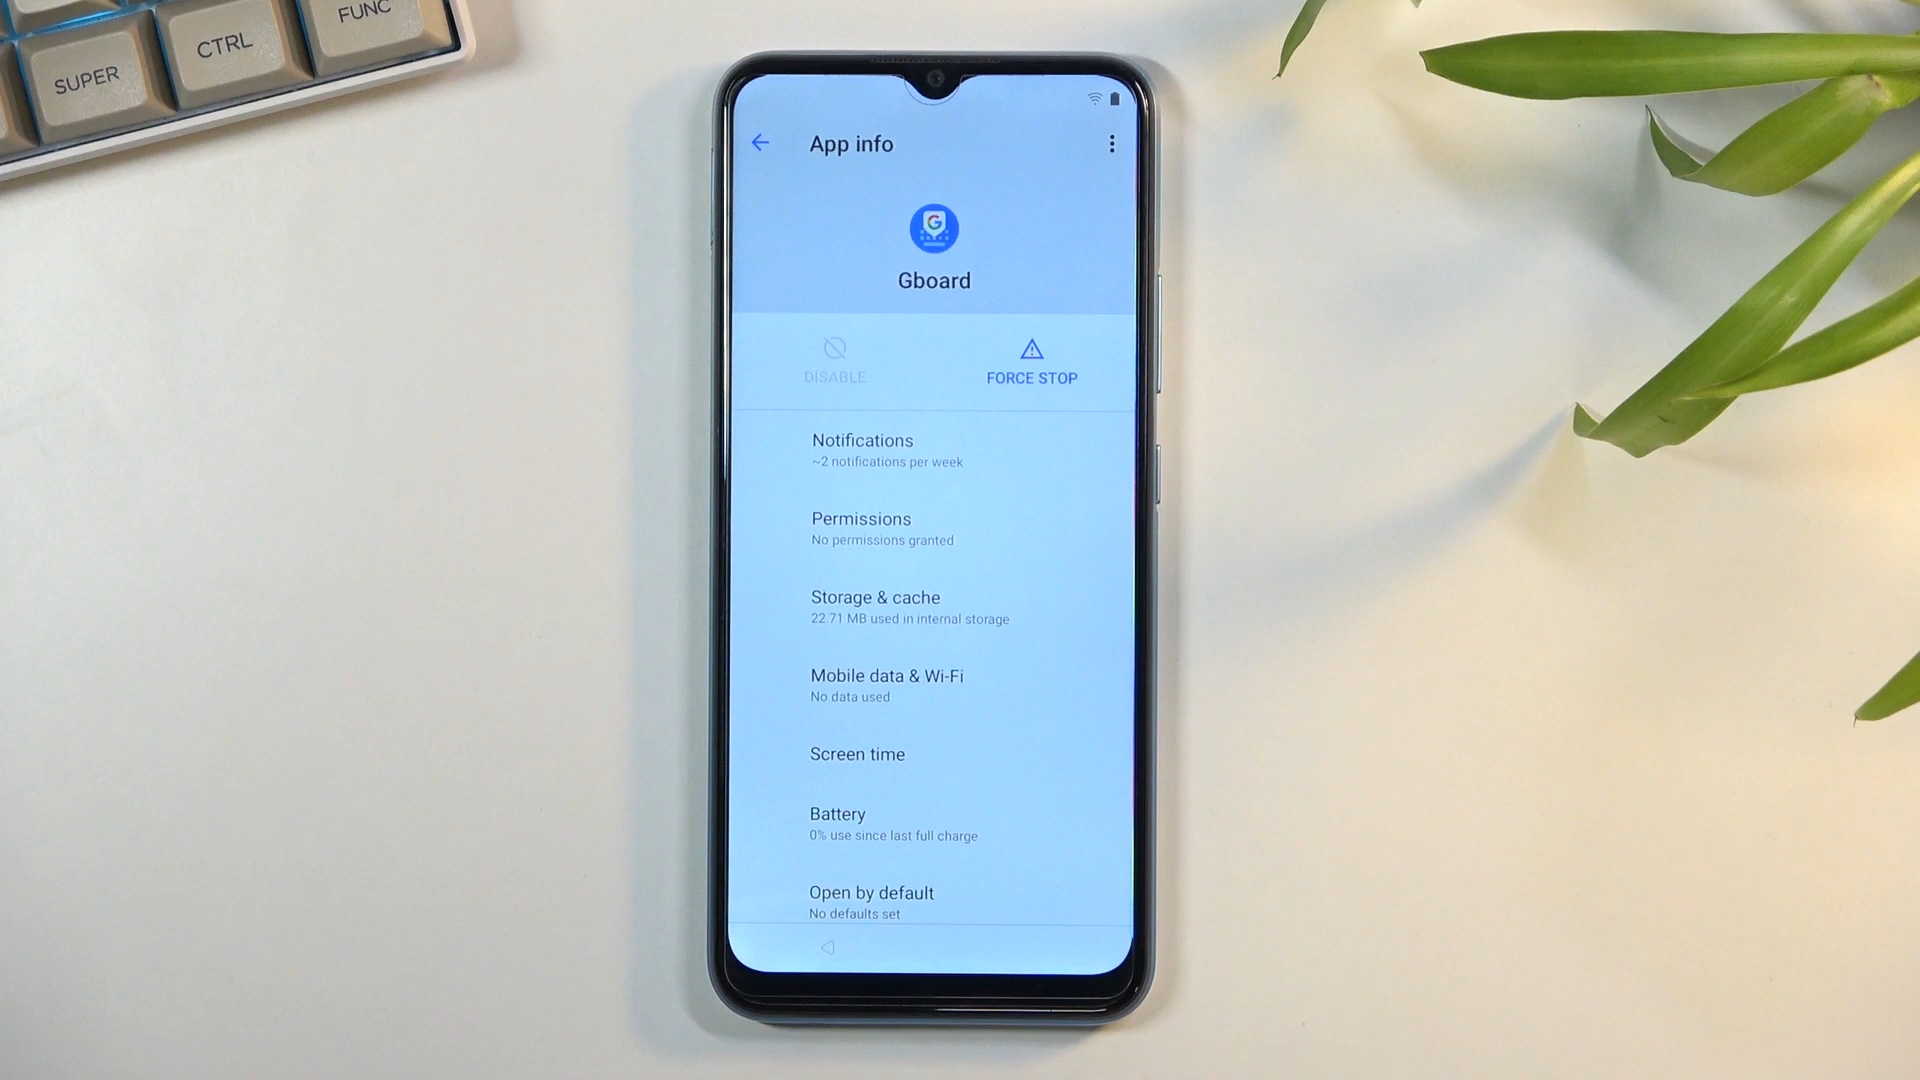 FUNC
CTRL
SUPER
App info
G
Gboard
DISABLE
FORCE STOP
Notifications
~2 notifications per week
Permissions
No permissions granted
Storage & cache
22.71 MB used in internal storage
Mobile data & Wi-Fi
No data used
Screen time
Battery
0% use since last full charge
Open by default
No defaults set